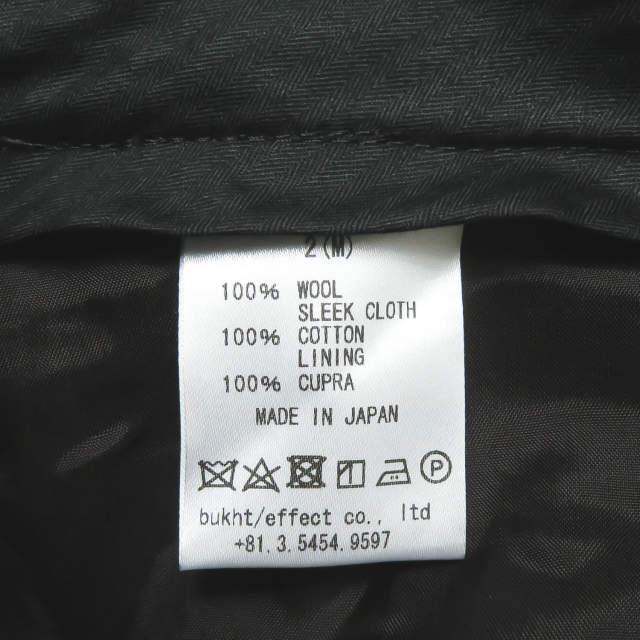 2 (M)
100% WOOL
SLEEK CLOTH
100% COTTON
LINING
100% CUPRA
MADE IN JAPAN
P
bukht/effect co., ltd
+81.3.5454.9597